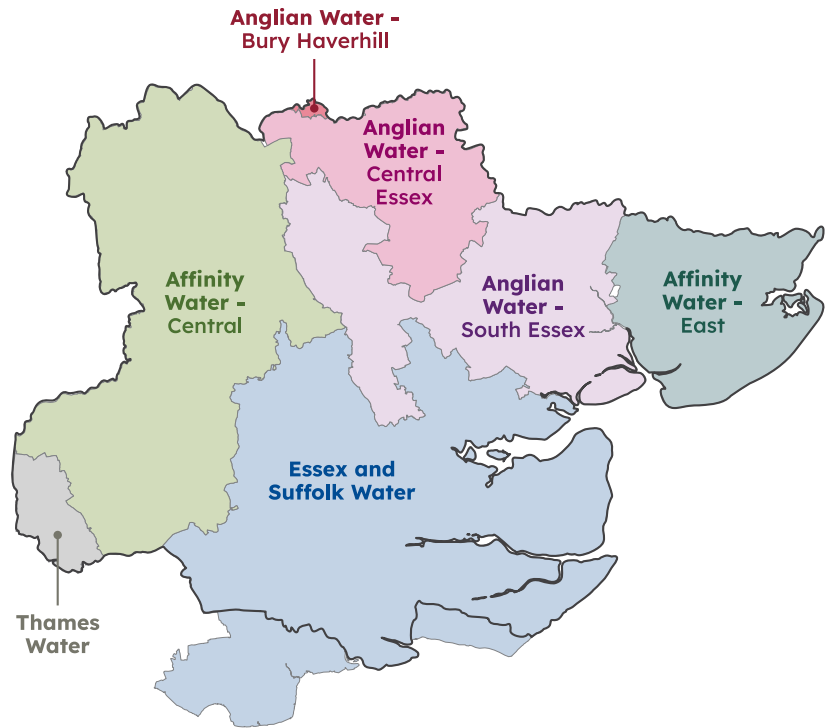 Anglian Water -
Bury Haverhill
Anglian
Water -
Central
Essex
Affinity
Water -
Central
Anglian
Water -
South Essex
Affinity
Water -
East
Essex and
Suffolk Water
Thames
Water